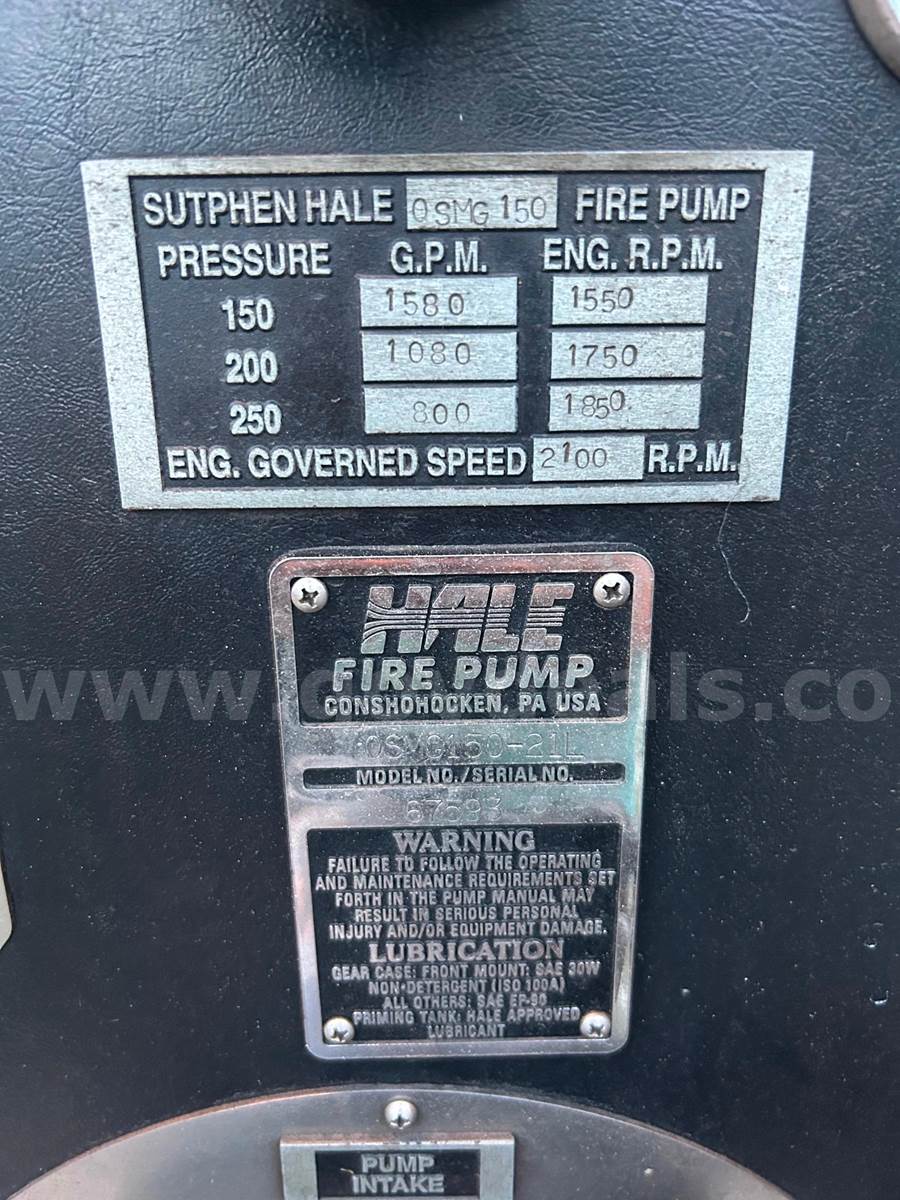 SUTPHEN HALE QSMG 150 FIRE PUMP
PRESSURE G.P.M. ENG. R.P.M.
150 1580 1550
200 1080 1750
250 800 1850
ENG. GOVERNED SPEED 2100 R.P.M.
HALE
FIRE PUMP
CONSHOHOCKEN, PA USA
QSMG150-21L
MODEL NO./SERIAL NO.
WARNING
FAILURE TO FOLLOW THE OPERATING
AND MAINTENANCE REQUIREMENTS SET
FORTH IN THE PUMP MANUAL MAY
RESULT IN SERIOUS PERSONAL
INJURY AND/OR EQUIPMENT DAMAGE.
LUBRICATION
GEAR CASE: FRONT MOUNT: SAE 30W
NON-DETERGENT (ISO 100A)
ALL OTHERS: SAE EP-90
PRIMING TANK: HALE APPROVED
LUBRICANT
PUMP
INTAKE